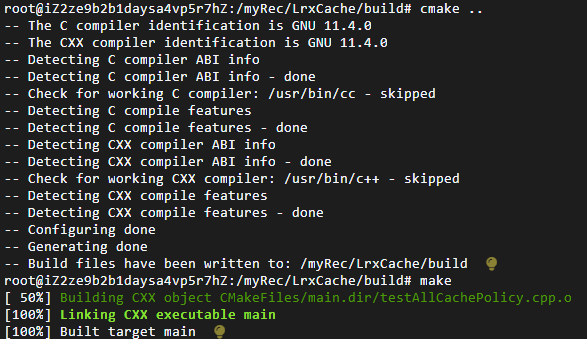 root@iZ2ze9b2b1daysa4vp5r7hZ:/myRec/LrxCache/build# cmake ..
-- The C compiler identification is GNU 11.4.0
-- The CXX compiler identification is GNU 11.4.0
-- Detecting C compiler ABI info
-- Detecting C compiler ABI info - done
-- Check for working C compiler: /usr/bin/cc - skipped
-- Detecting C compile features
-- Detecting C compile features - done
-- Detecting CXX compiler ABI info
-- Detecting CXX compiler ABI info - done
-- Check for working CXX compiler: /usr/bin/c++ - skipped
-- Detecting CXX compile features
-- Detecting CXX compile features - done
-- Configuring done
-- Generating done
-- Build files have been written to: /myRec/LrxCache/build
root@iZ2ze9b2b1daysa4vp5r7hZ:/myRec/LrxCache/build# make
[ 50%] Building CXX object CMakeFiles/main.dir/testAllCachePolicy.cpp.o
[100%] Linking CXX executable main
[100%] Built target main